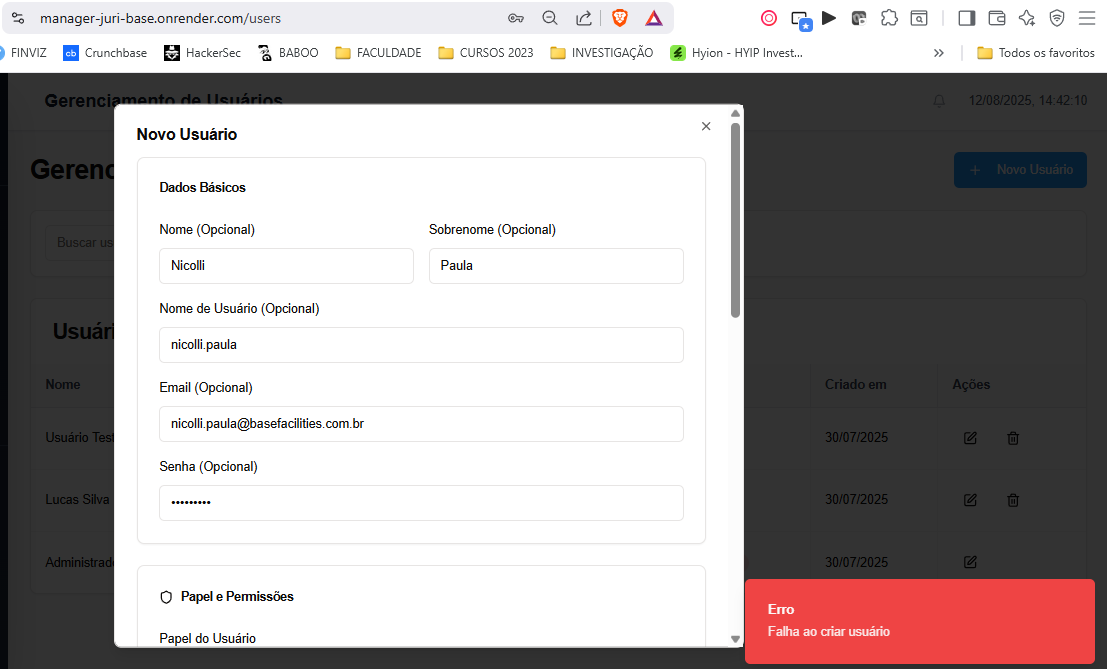 manager-juri-base.onrender.com/users
FINVIZ
cb Crunchbase
HackerSec
BABOO
FACULDADE
CURSOS 2023
INVESTIGAÇÃO
Hyion - HYIP Invest...
Todos os favoritos
Gerenciamento de Usuários
12/08/2025, 14:42:10
Gerenc
Novo Usuário
Buscar us
Usuári
Nome
Criado em
Ações
Usuário Test
30/07/2025
Lucas Silva
30/07/2025
Administrado
30/07/2025
Novo Usuário
Dados Básicos
Nome (Opcional)
Sobrenome (Opcional)
Nicolli
Paula
Nome de Usuário (Opcional)
nicolli.paula
Email (Opcional)
nicolli.paula@basefacilities.com.br
Senha (Opcional)
•••••••••
Papel e Permissões
Papel do Usuário
Erro
Falha ao criar usuário